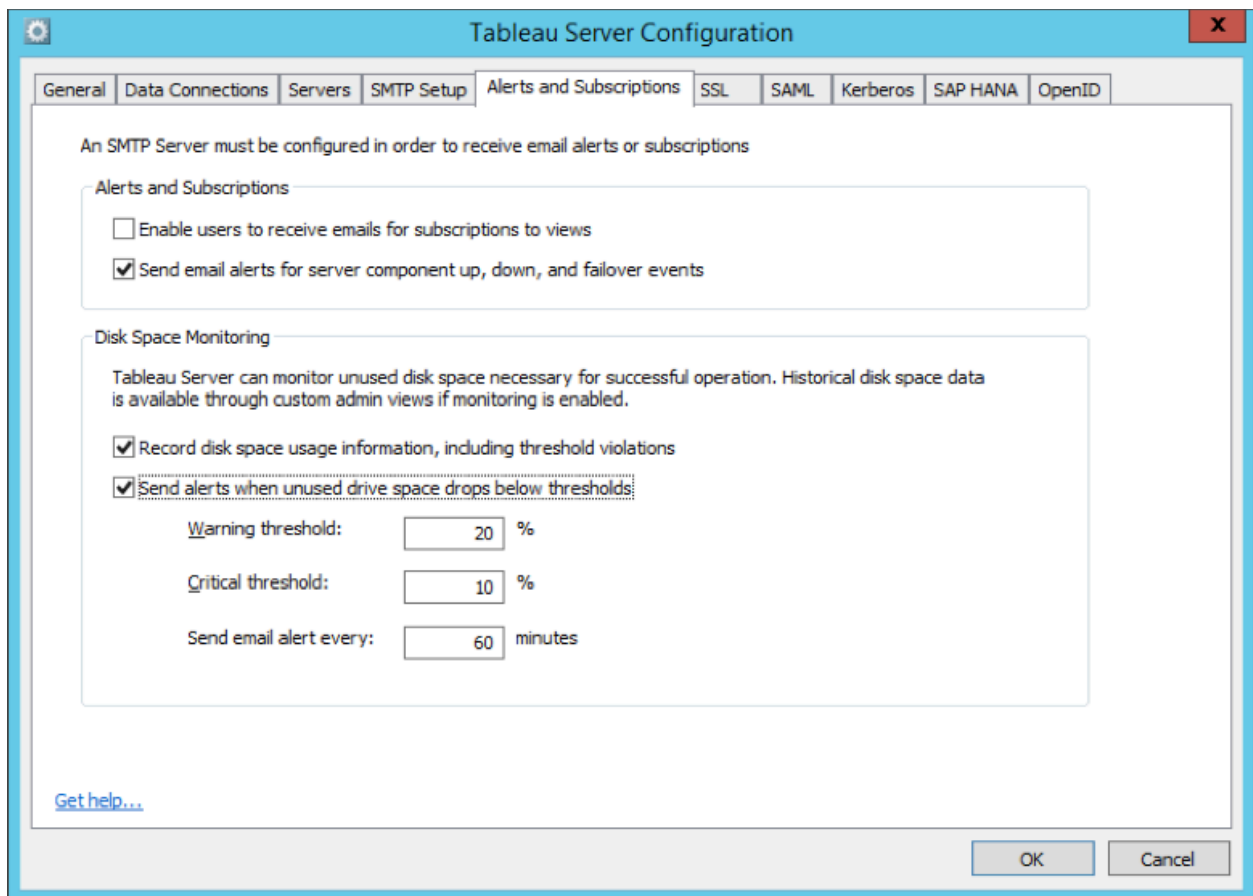 Tableau Server Configuration
x
General Data Connections Servers SMTP Setup Alerts and Subscriptions SSL SAML Kerberos SAP HANA OpenID
An SMTP Server must be configured in order to receive email alerts or subscriptions
Alerts and Subscriptions
Enable users to receive emails for subscriptions to views
Send email alerts for server component up, down, and failover events
Disk Space Monitoring
Tableau Server can monitor unused disk space necessary for successful operation. Historical disk space data
is available through custom admin views if monitoring is enabled.
Record disk space usage information, including threshold violations
Send alerts when unused drive space drops below thresholds
Warning threshold: 20 %
Critical threshold: 10 %
Send email alert every: 60 minutes
Get help...
OK Cancel